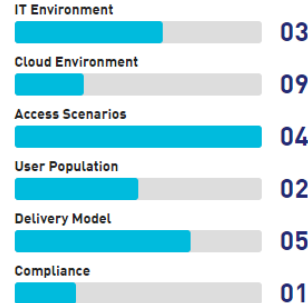 IT Environment
03
Cloud Environment
09
Access Scenarios
04
User Population
02
Delivery Model
05
Compliance
01